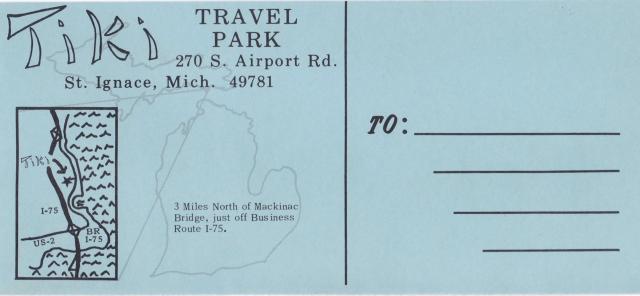 Tiki TRAVEL
PARK
270 S. Airport Rd.
St. Ignace, Mich. 49781
TO:
Tiki
I-75
BR
I-75
US-2
3 Miles North of Mackinac
Bridge, just off Business
Route I-75.